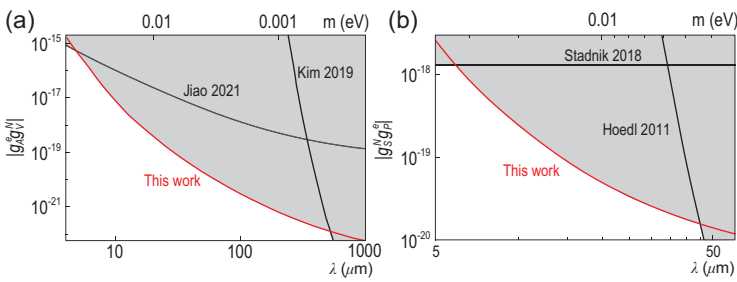 (a)
0.01 0.001 m (eV)
10⁻¹⁵
10⁻¹⁷
10⁻¹⁹
10⁻²¹
|g_A^e g_V^N|
Kim 2019
Jiao 2021
This work
10 100 1000
λ (μm)
(b)
0.01 m (eV)
10⁻¹⁸
10⁻¹⁹
10⁻²⁰
|g_S^N g_P^e|
Stadnik 2018
Hoedl 2011
This work
5 50
λ (μm)